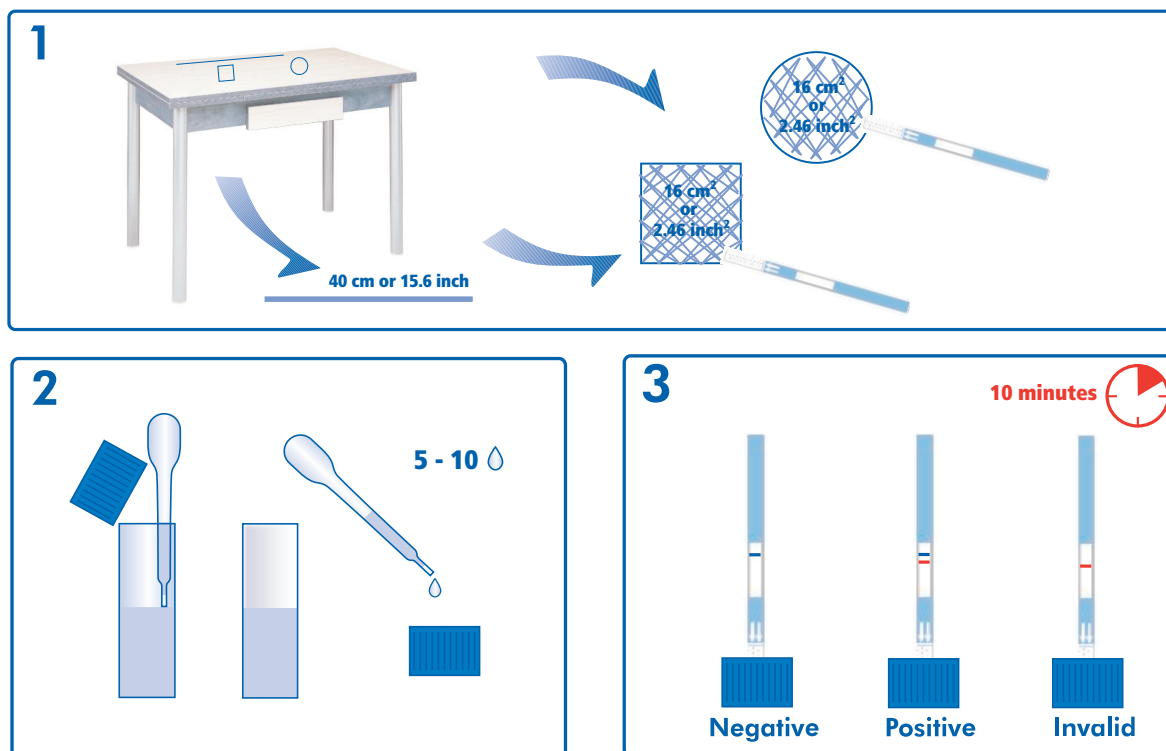 1
16 cm²
or
2.46 inch²
16 cm²
or
2.46 inch²
40 cm or 15.6 inch
2
5 - 10
3
10 minutes
Negative
Positive
Invalid